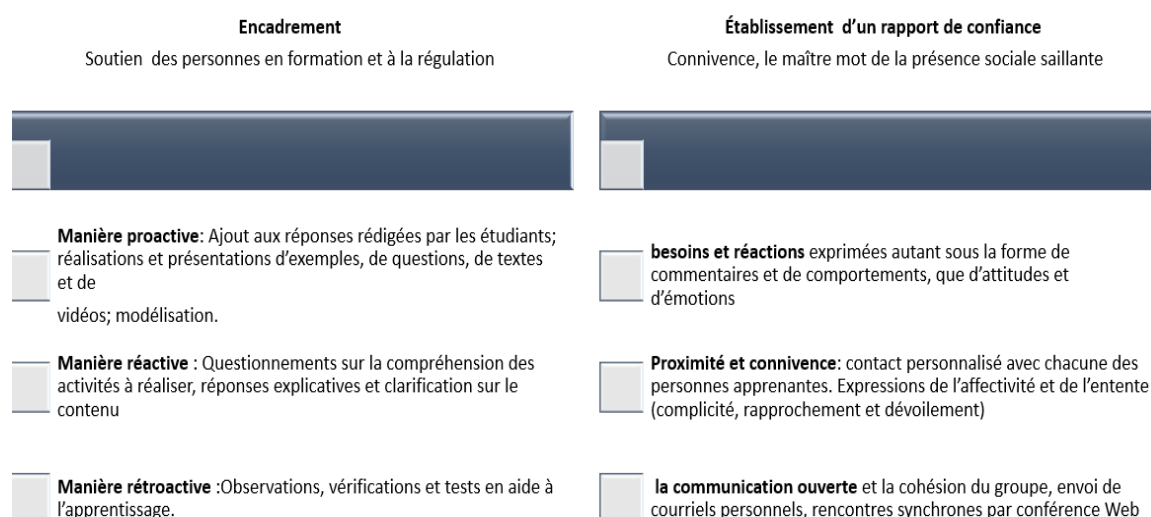 Encadrement
Soutien des personnes en formation et à la régulation
Manière proactive: Ajout aux réponses rédigées par les étudiants;
réalisations et présentations d'exemples, de questions, de textes
et de
vidéos; modélisation.
Manière réactive : Questionnements sur la compréhension des
activités à réaliser, réponses explicatives et clarification sur le
contenu
Manière rétroactive :Observations, vérifications et tests en aide à
l'apprentissage.
Établissement d'un rapport de confiance
Connivence, le maître mot de la présence sociale saillante
besoins et réactions exprimées autant sous la forme de
commentaires et de comportements, que d'attitudes et
d'émotions
Proximité et connivence: contact personnalisé avec chacune des
personnes apprenantes. Expressions de l'affectivité et de l'entente
(complicité, rapprochement et dévoilement)
la communication ouverte et la cohésion du groupe, envoi de
courriels personnels, rencontres synchrones par conférence Web